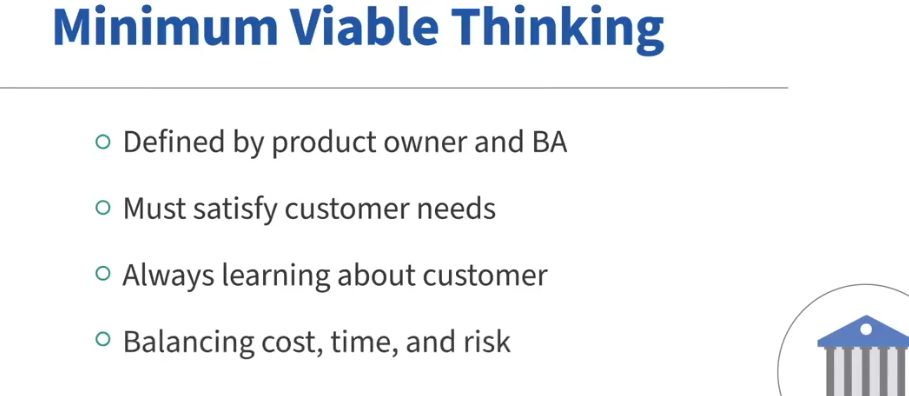 Minimum Viable Thinking
Defined by product owner and BA
Must satisfy customer needs
Always learning about customer
Balancing cost, time, and risk